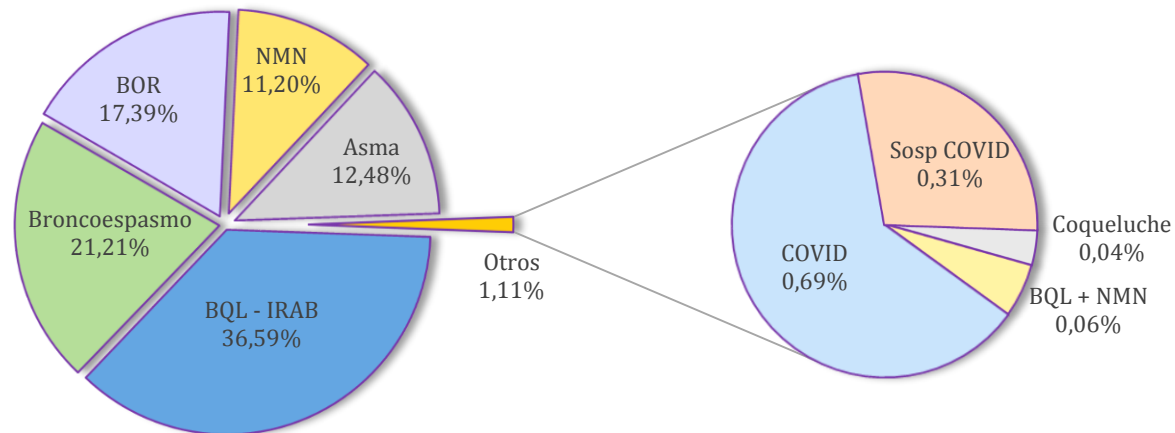 NMN
11,20%
BOR
17,39%
Asma
12,48%
Broncoespasmo
21,21%
BQL - IRAB
36,59%
Otros
1,11%
Sosp COVID
0,31%
COVID
0,69%
Coqueluche
0,04%
BQL + NMN
0,06%